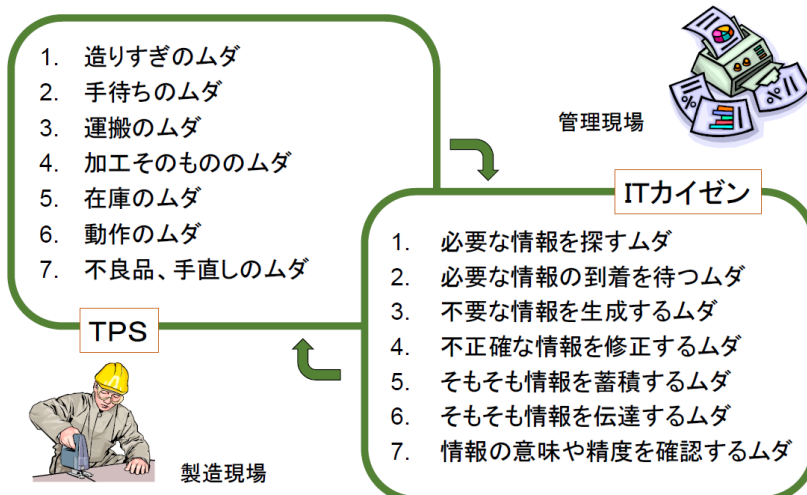 1. 造りすぎのムダ
2. 手待ちのムダ
3. 運搬のムダ
4. 加工そのもののムダ
5. 在庫のムダ
6. 動作のムダ
7. 不良品、手直しのムダ
TPS
製造現場
管理現場
ITカイゼン
1. 必要な情報を探すムダ
2. 必要な情報の到着を待つムダ
3. 不要な情報を生成するムダ
4. 不正確な情報を修正するムダ
5. そもそも情報を蓄積するムダ
6. そもそも情報を伝達するムダ
7. 情報の意味や精度を確認するムダ